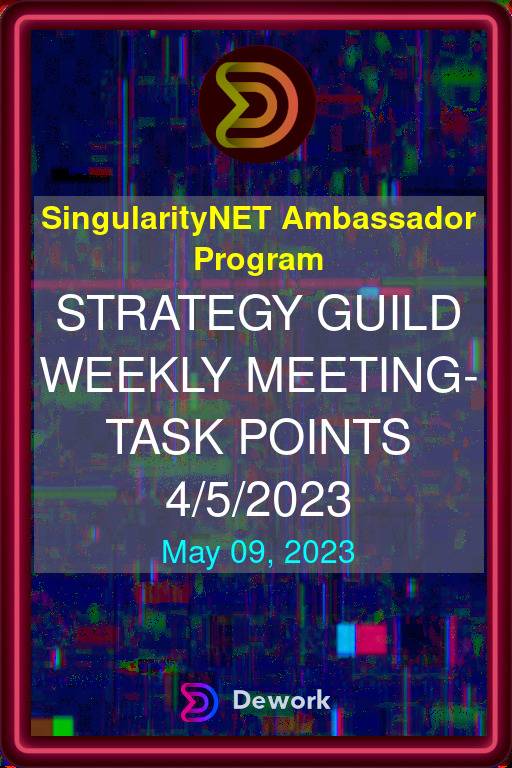 SingularityNET Ambassador
Program
STRATEGY GUILD
WEEKLY MEETING-
TASK POINTS
4/5/2023
May 09, 2023
Dework